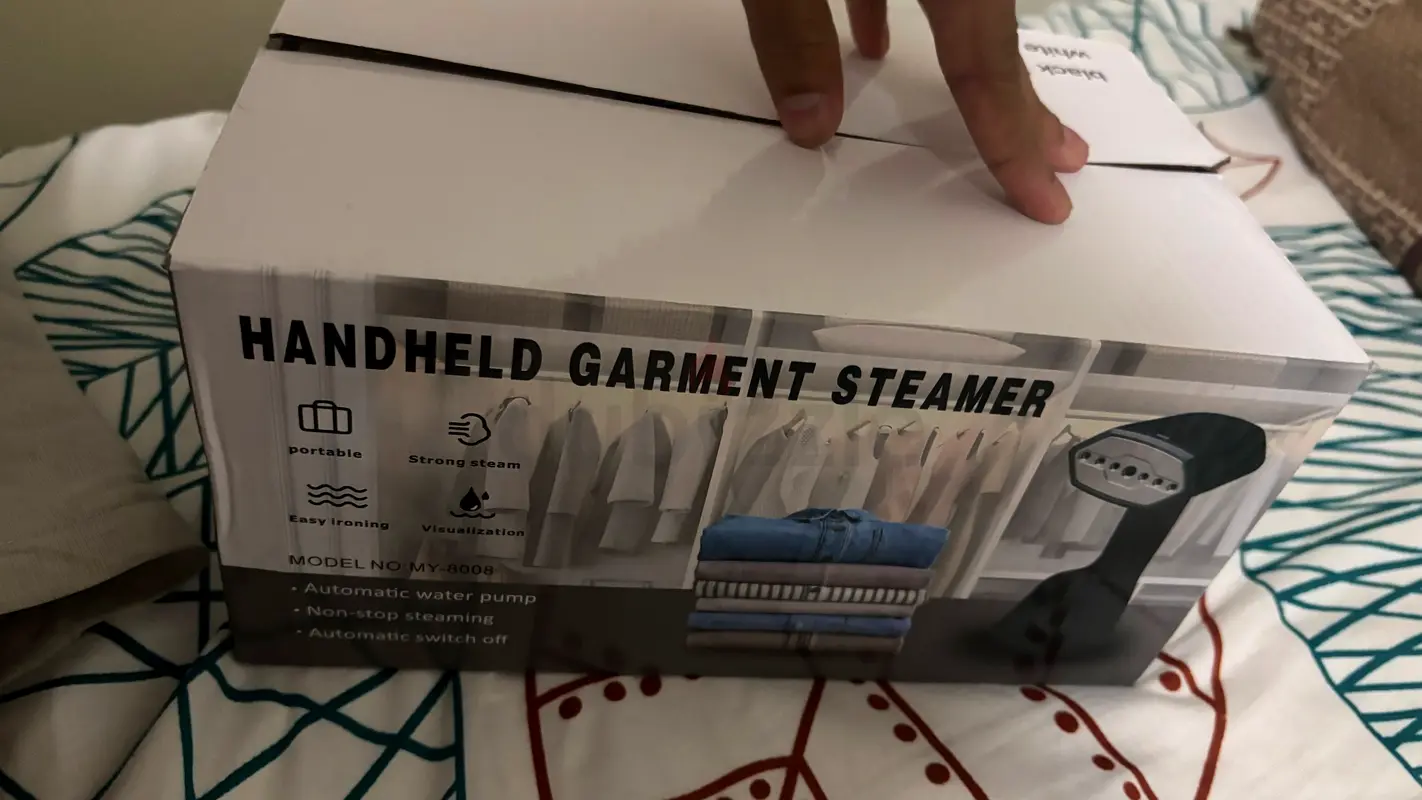 white
black
HANDHELD GARMENT STEAMER
portable
Strong steam
Easy ironing
Visualization
MODEL NO MY-8008
• Automatic water pump
• Non-stop steaming
• Automatic switch off